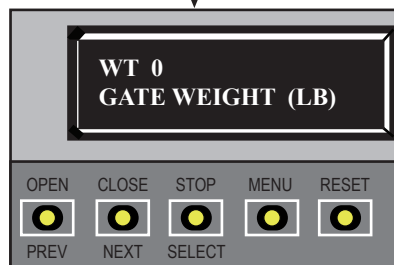 WT 0
GATE WEIGHT (LB)
OPEN CLOSE STOP MENU RESET
PREV NEXT SELECT